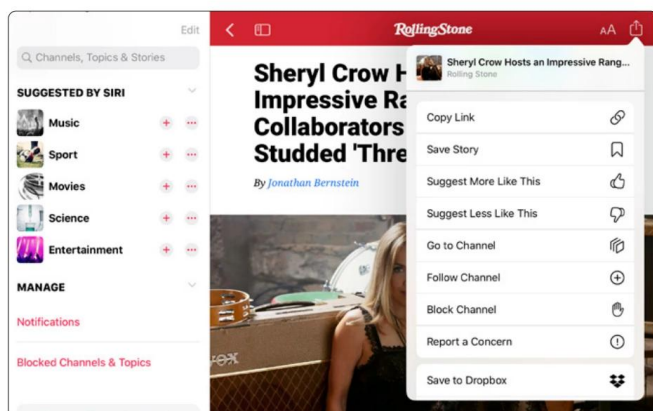 Edit
Channels, Topics & Stories
SUGGESTED BY SIRI
Music
Sport
Movies
Science
Entertainment
MANAGE
Notifications
Blocked Channels & Topics
RollingStone
AA
Sheryl Crow H
Impressive Ra
Collaborators
Studded 'Thre
By Jonathan Bernstein
VOX
Sheryl Crow Hosts an Impressive Rang...
Rolling Stone
Copy Link
Save Story
Suggest More Like This
Suggest Less Like This
Go to Channel
Follow Channel
Block Channel
Report a Concern
Save to Dropbox